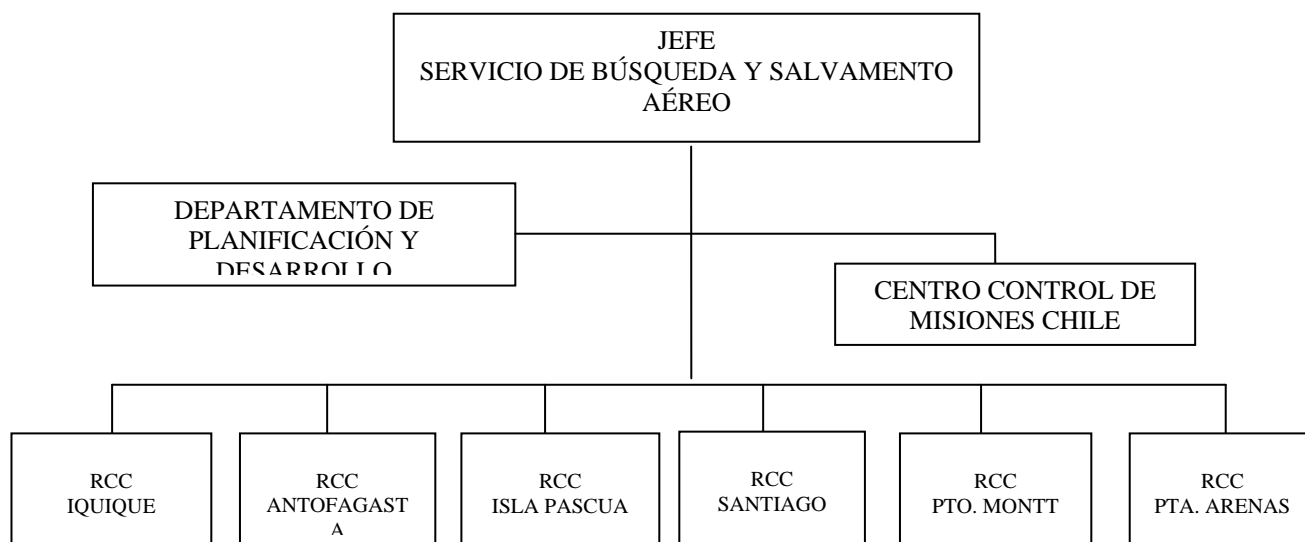 JEFE
SERVICIO DE BÚSQUEDA Y SALVAMENTO
AÉREO
DEPARTAMENTO DE
PLANIFICACIÓN Y
DESARROLLO
CENTRO CONTROL DE
MISIONES CHILE
RCC
IQUIQUE
RCC
ANTOFAGAST
A
RCC
ISLA PASCUA
RCC
SANTIAGO
RCC
PTO. MONTT
RCC
PTA. ARENAS